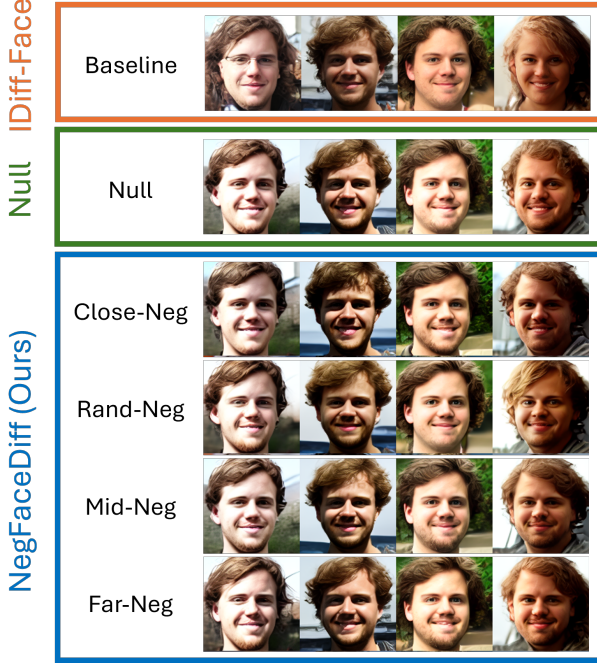 IDiff-Face
Baseline
Null
Null
NegFaceDiff (Ours)
Close-Neg
Rand-Neg
Mid-Neg
Far-Neg